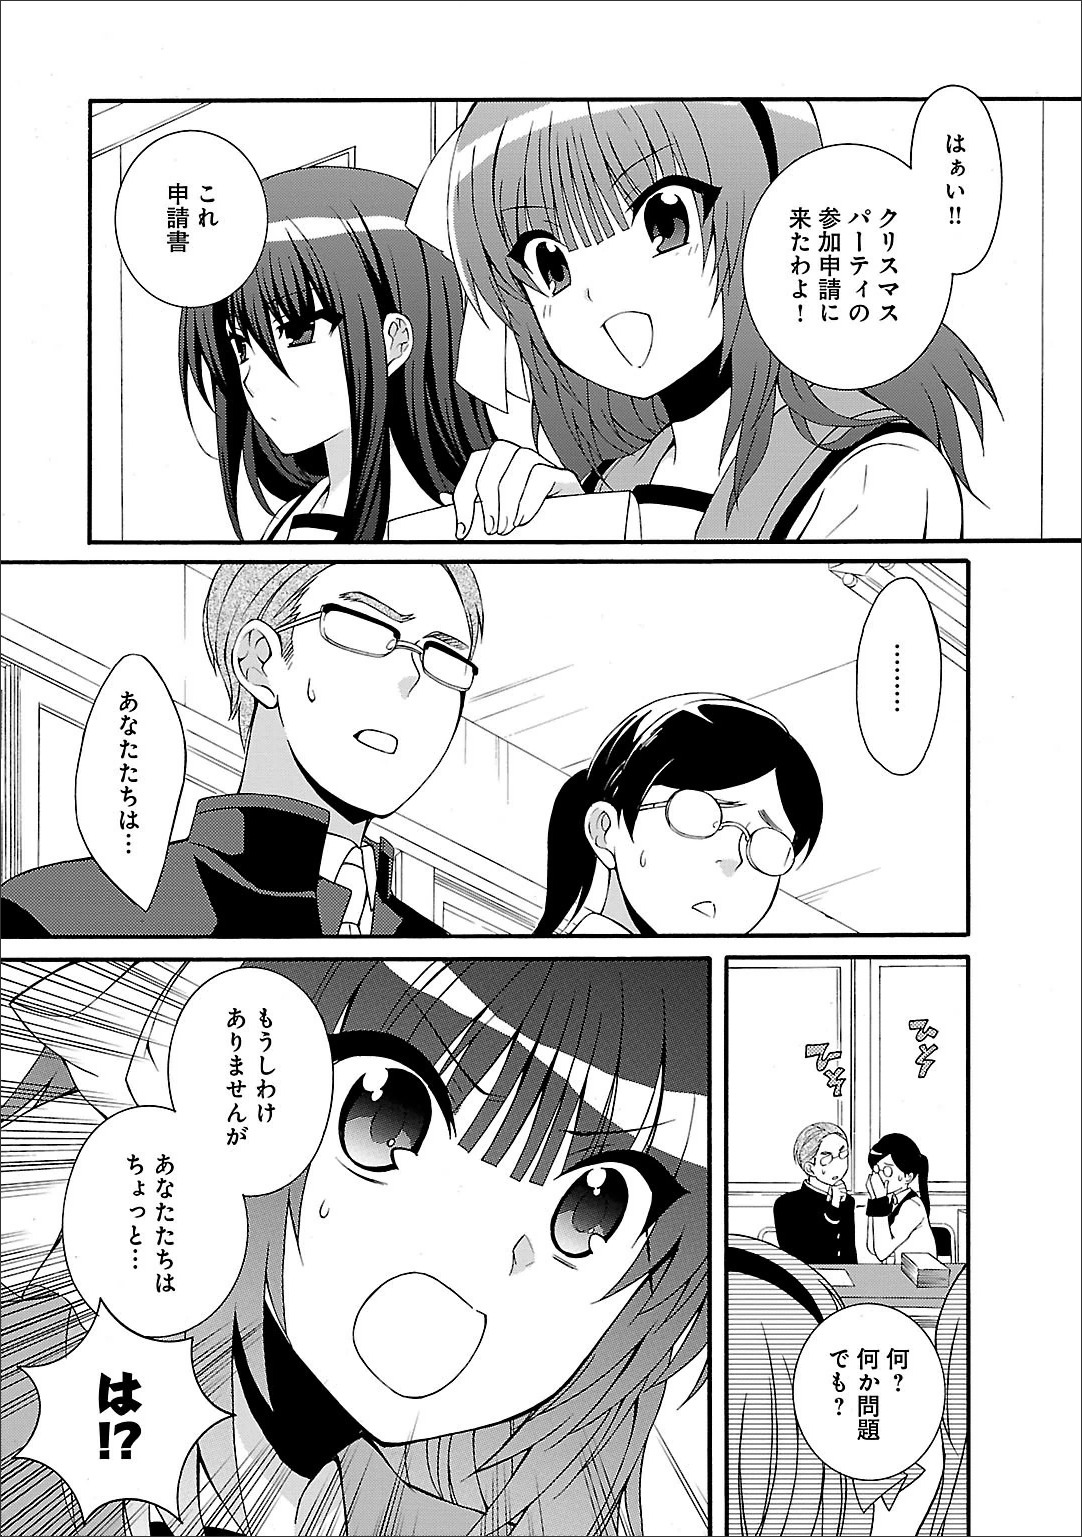 はぁい!!
クリスマス
パーティの
参加申請に
来たわよ!
これ
申請書
………
あなたたちは…
ひそ
ひそ
何?
何か問題
でも?
もうしわけ
ありませんが
あなたたちは
ちょっと…
は!?